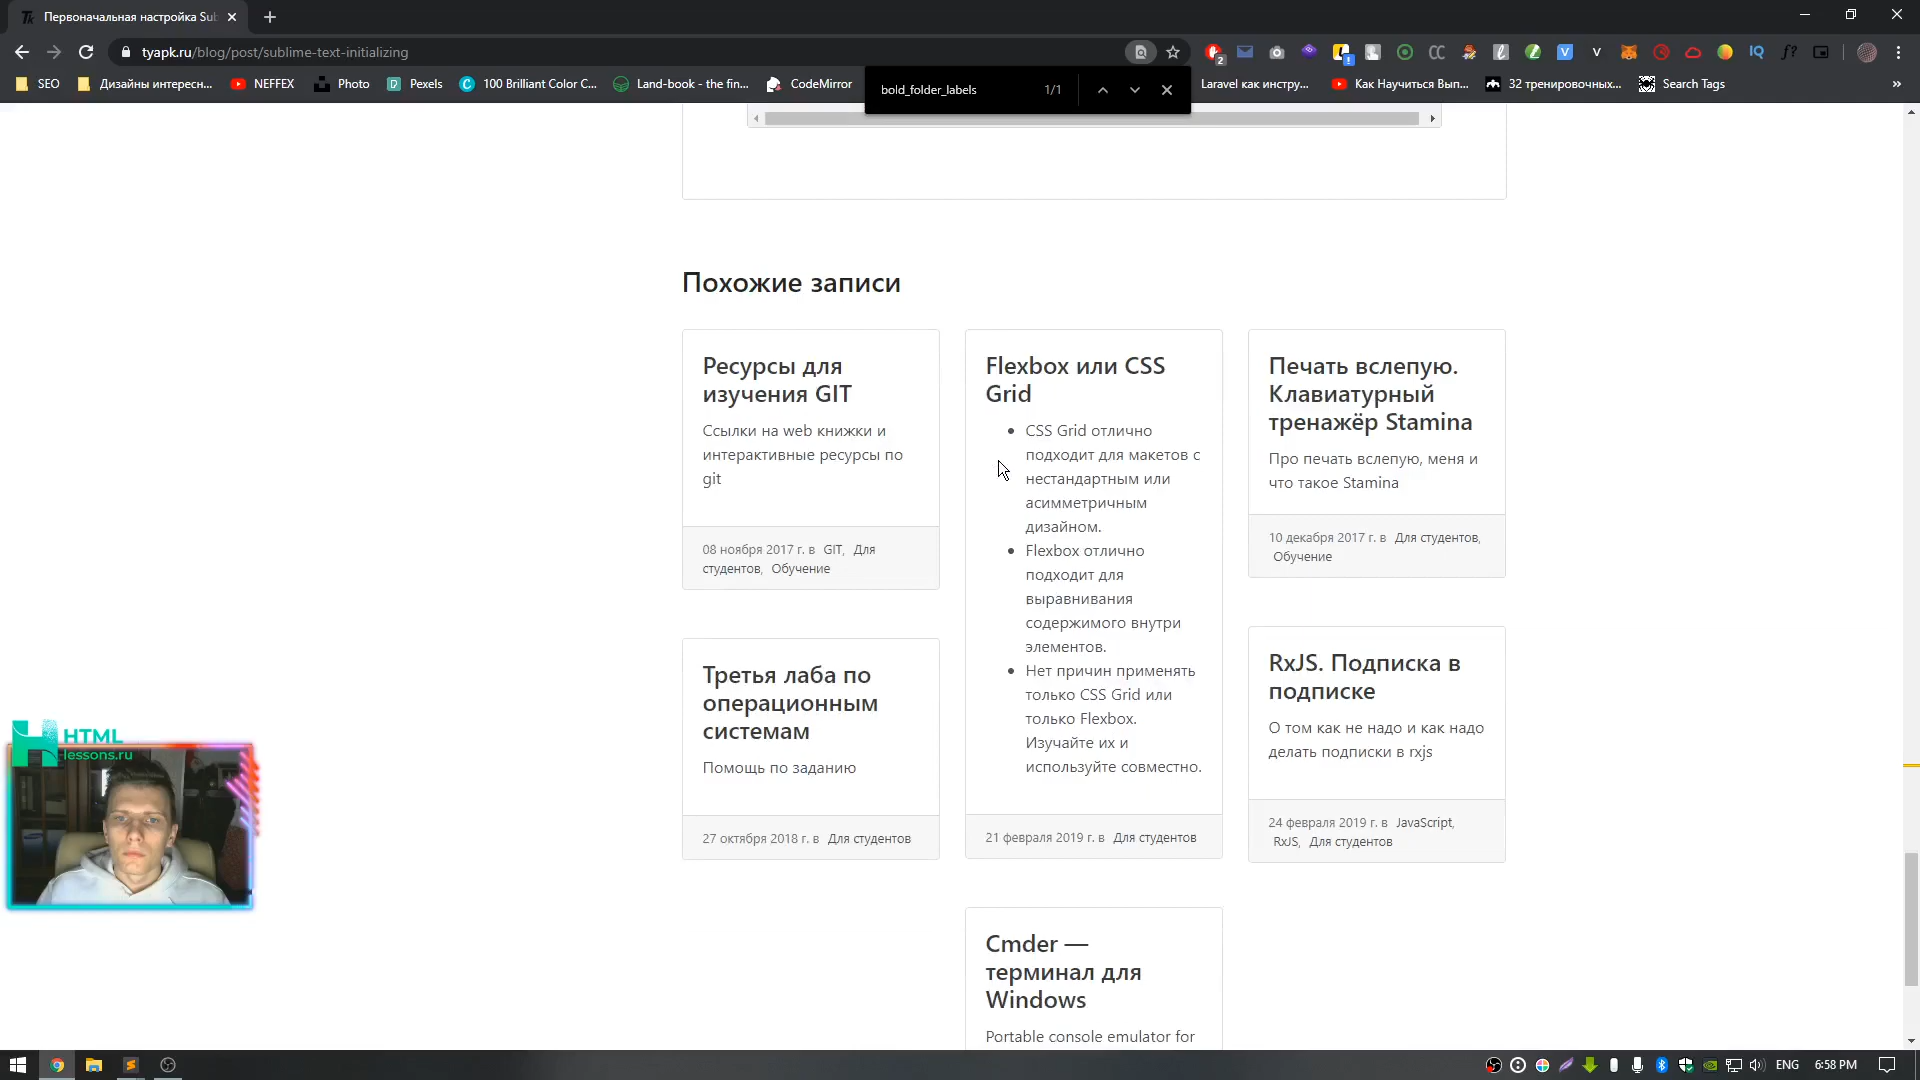 Первоначальная настройка Sub
tyapk.ru/blog/post/sublime-text-initializing
SEO
Дизайны интересн...
NEFFEX
Photo
Pexels
100 Brilliant Color C...
Land-book - the fin...
CodeMirror
bold_folder_labels
1/1
Laravel как инстру...
Как Научиться Вып...
32 тренировочных...
Search Tags
»
Похожие записи
Ресурсы для
изучения GIT
Ссылки на web книжки и
интерактивные ресурсы по
git
08 ноября 2017 г. в GIT, Для
студентов, Обучение
Flexbox или CSS
Grid
• CSS Grid отлично
подходит для макетов с
нестандартным или
асимметричным
дизайном.
• Flexbox отлично
подходит для
выравнивания
содержимого внутри
элементов.
• Нет причин применять
только CSS Grid или
только Flexbox.
Изучайте их и
используйте совместно.
21 февраля 2019 г. в Для студентов
Печать вслепую.
Клавиатурный
тренажёр Stamina
Про печать вслепую, меня и
что такое Stamina
10 декабря 2017 г. в Для студентов,
Обучение
Третья лаба по
операционным
системам
Помощь по заданию
27 октября 2018 г. в Для студентов
RxJS. Подписка в
подписке
О том как не надо и как надо
делать подписки в rxjs
24 февраля 2019 г. в JavaScript,
RxJS, Для студентов
Cmder —
терминал для
Windows
Portable console emulator for
HTML
lessons.ru
ENG
6:58 PM